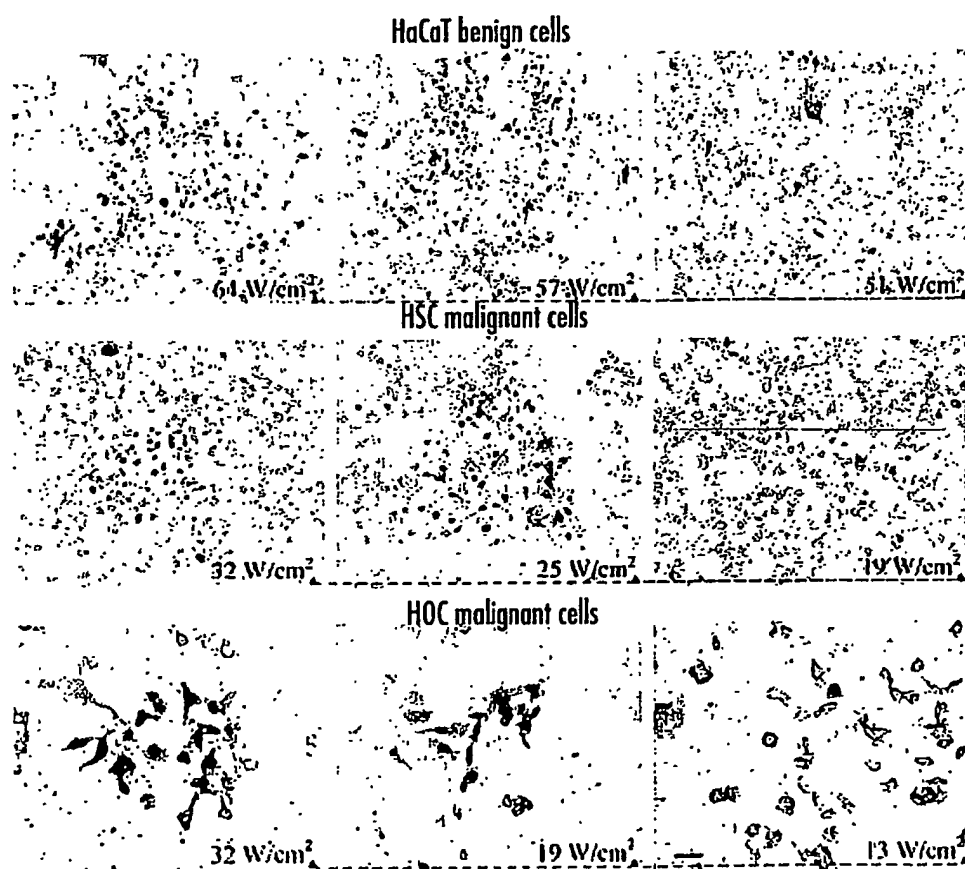 HaCaT benign cells
64 W/cm²
57 W/cm²
51 W/cm²
HSC malignant cells
32 W/cm²
25 W/cm²
19 W/cm²
HOC malignant cells
32 W/cm²
19 W/cm²
13 W/cm²